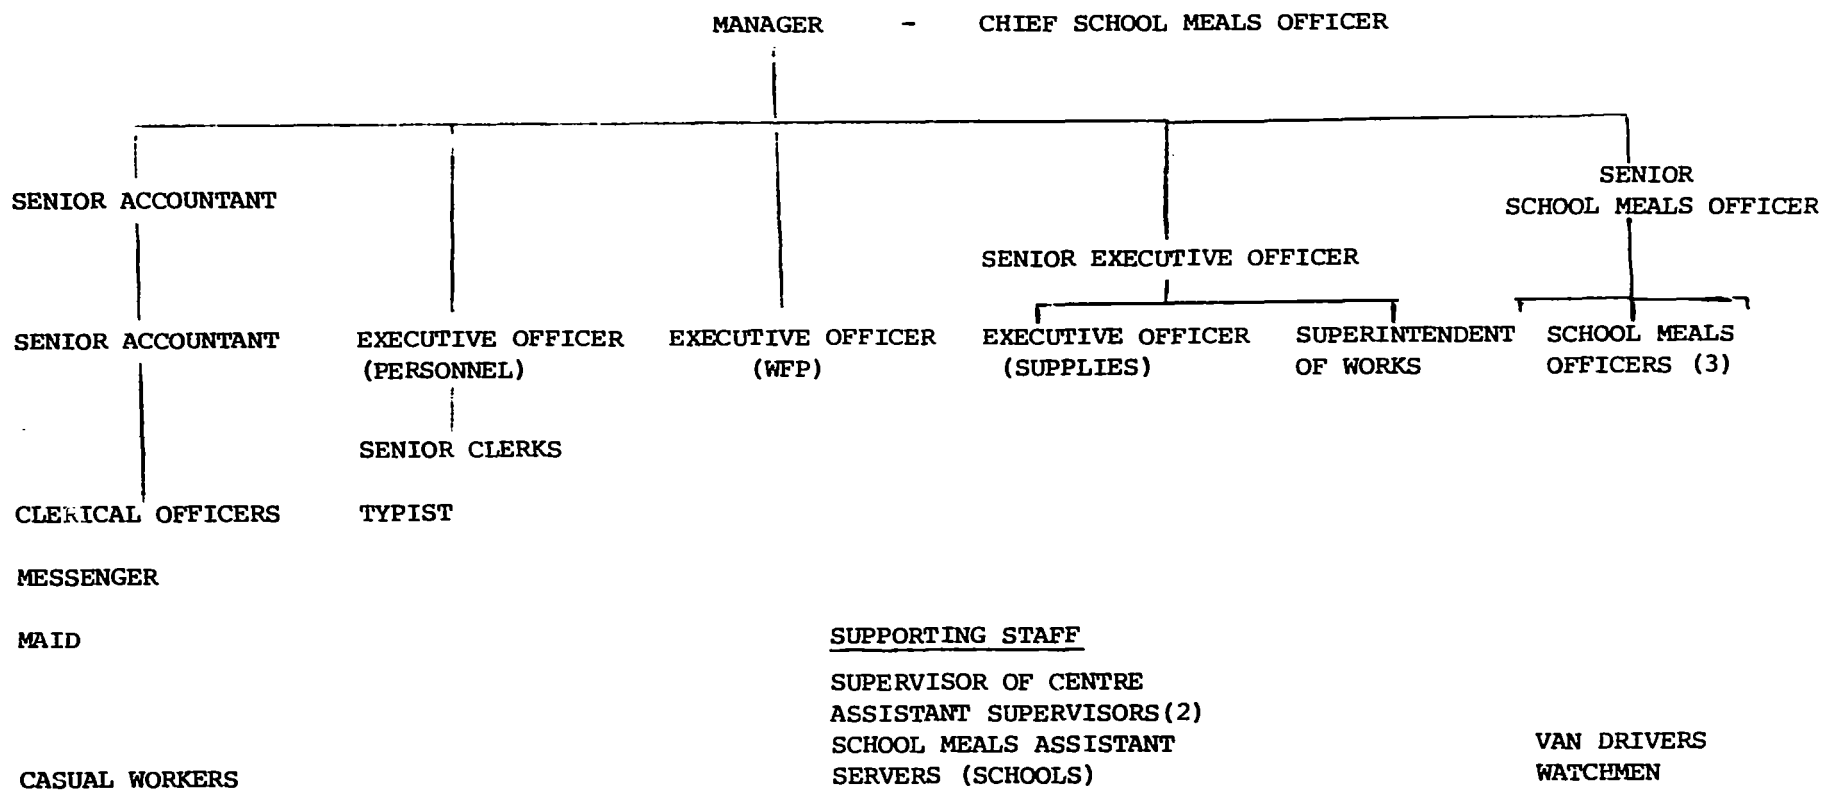 MANAGER - CHIEF SCHOOL MEALS OFFICER
SENIOR ACCOUNTANT
SENIOR
SCHOOL MEALS OFFICER
SENIOR EXECUTIVE OFFICER
SENIOR ACCOUNTANT
EXECUTIVE OFFICER
(PERSONNEL)
EXECUTIVE OFFICER
(WFP)
EXECUTIVE OFFICER
(SUPPLIES)
SUPERINTENDENT
OF WORKS
SCHOOL MEALS
OFFICERS (3)
SENIOR CLERKS
CLERICAL OFFICERS
TYPIST
MESSENGER
MAID
SUPPORTING STAFF
SUPERVISOR OF CENTRE
ASSISTANT SUPERVISORS(2)
SCHOOL MEALS ASSISTANT
SERVERS (SCHOOLS)
VAN DRIVERS
WATCHMEN
CASUAL WORKERS